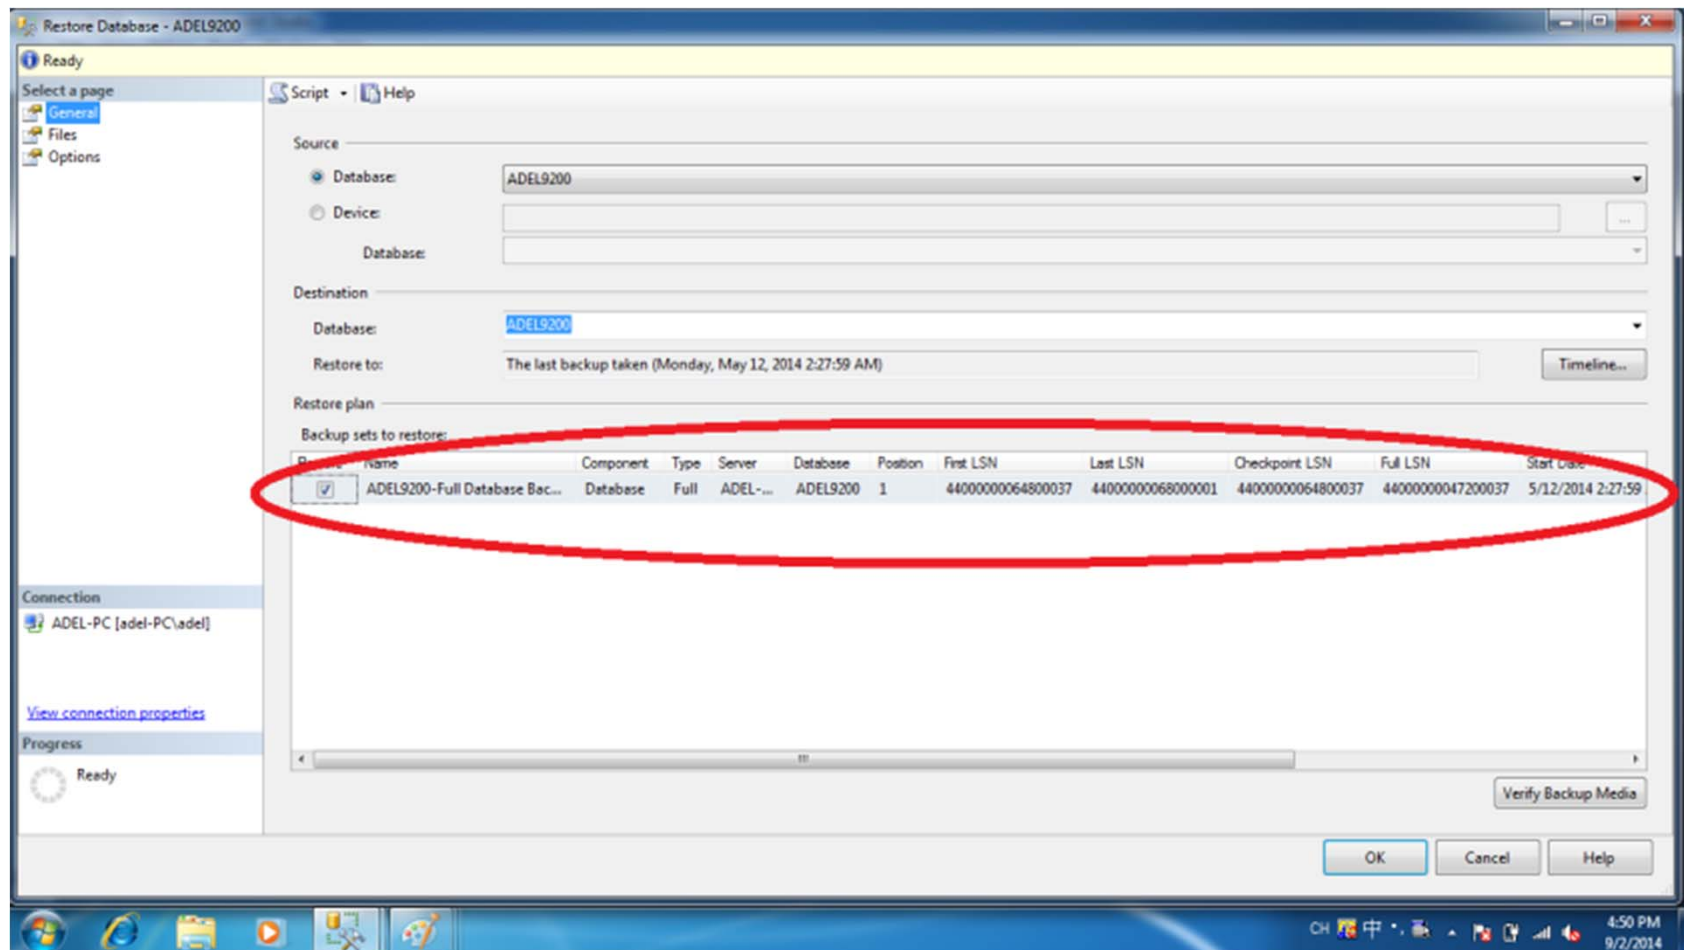 Restore Database - ADEL9200
Ready
Select a page
General
Files
Options
Script
Help
Source
Database:
ADEL9200
Device:
...
Database:
Destination
Database:
ADEL9200
Restore to:
The last backup taken (Monday, May 12, 2014 2:27:59 AM)
Timeline...
Restore plan
Backup sets to restore:
Name Component Type Server Database Position First LSN Last LSN Checkpoint LSN Full LSN Start Date
ADEL9200-Full Database Bac... Database Full ADEL-... ADEL9200 1 44000000064800037 44000000068000001 44000000064800037 44000000047200037 5/12/2014 2:27:59
Connection
ADEL-PC [adel-PC\adel]
View connection properties
Progress
Ready
Verify Backup Media
OK Cancel Help
CH 中 4:50 PM
9/2/2014